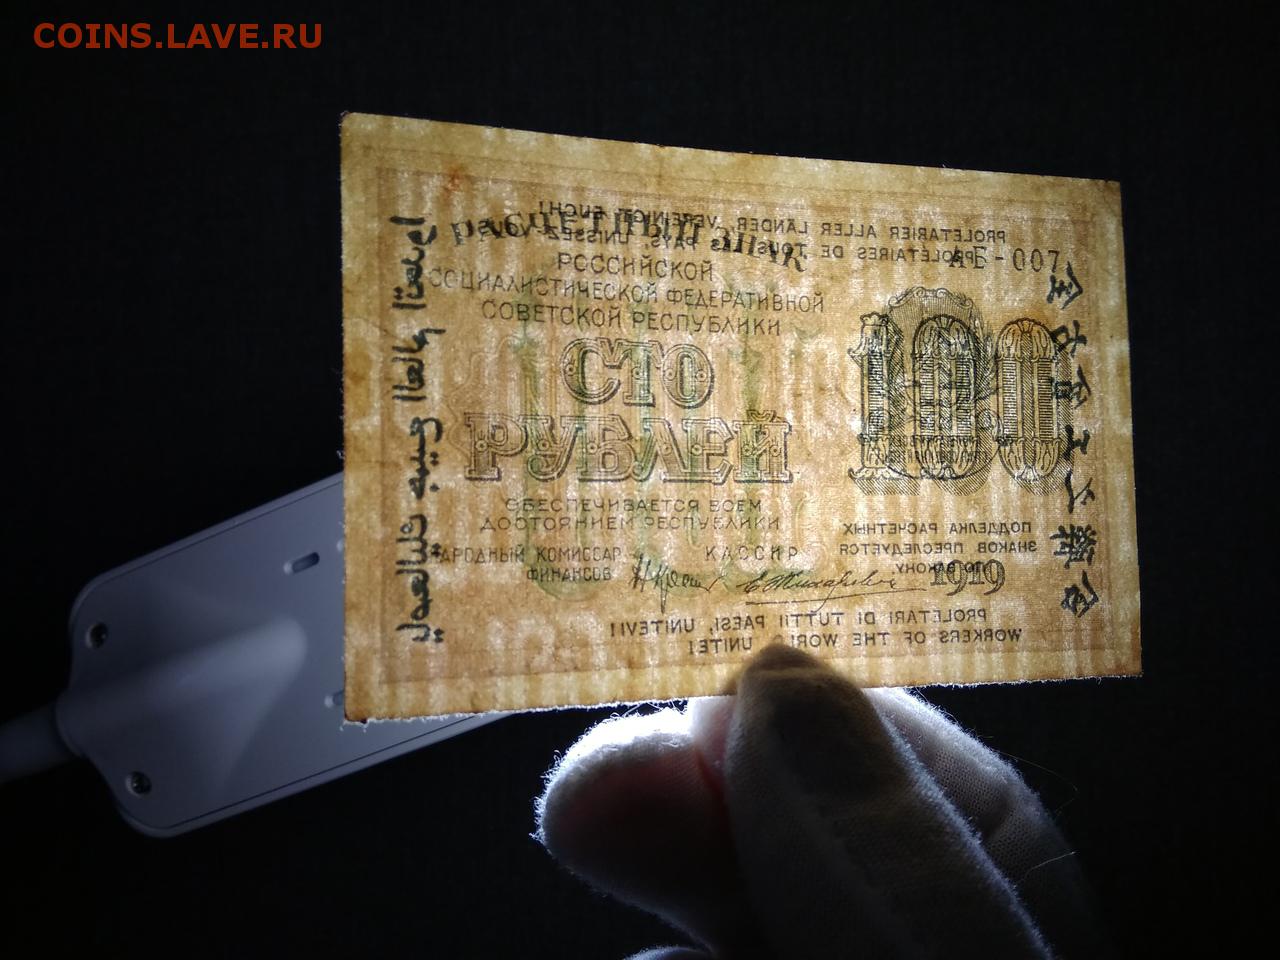 COINS.LAVE.RU
PROLETARIER ALLER LÄNDER, VEREINIGT EUCH!
РАСЧЕТНЫЙ ЗНАК
PROLÉTAIRES DE TOUS LES PAYS, UNISSEZ-VOUS!
АЕ-007
РОССИЙСКОЙ
СОЦИАЛИСТИЧЕСКОЙ ФЕДЕРАТИВНОЙ
СОВЕТСКОЙ РЕСПУБЛИКИ
СТО
РУБЛЕЙ
100
ОБЕСПЕЧИВАЕТСЯ ВСЕМ
ДОСТОЯНИЕМ РЕСПУБЛИКИ
НАРОДНЫЙ КОМИССАР
ФИНАНСОВ
КАССИР
ПОДДЕЛКА РАСЧЕТНЫХ
ЗНАКОВ ПРЕСЛЕДУЕТСЯ
ПО ЗАКОНУ.
1919
PROLETARI DI TUTTI I PAESI, UNITEVI!
WORKERS OF THE WORLD, UNITE!